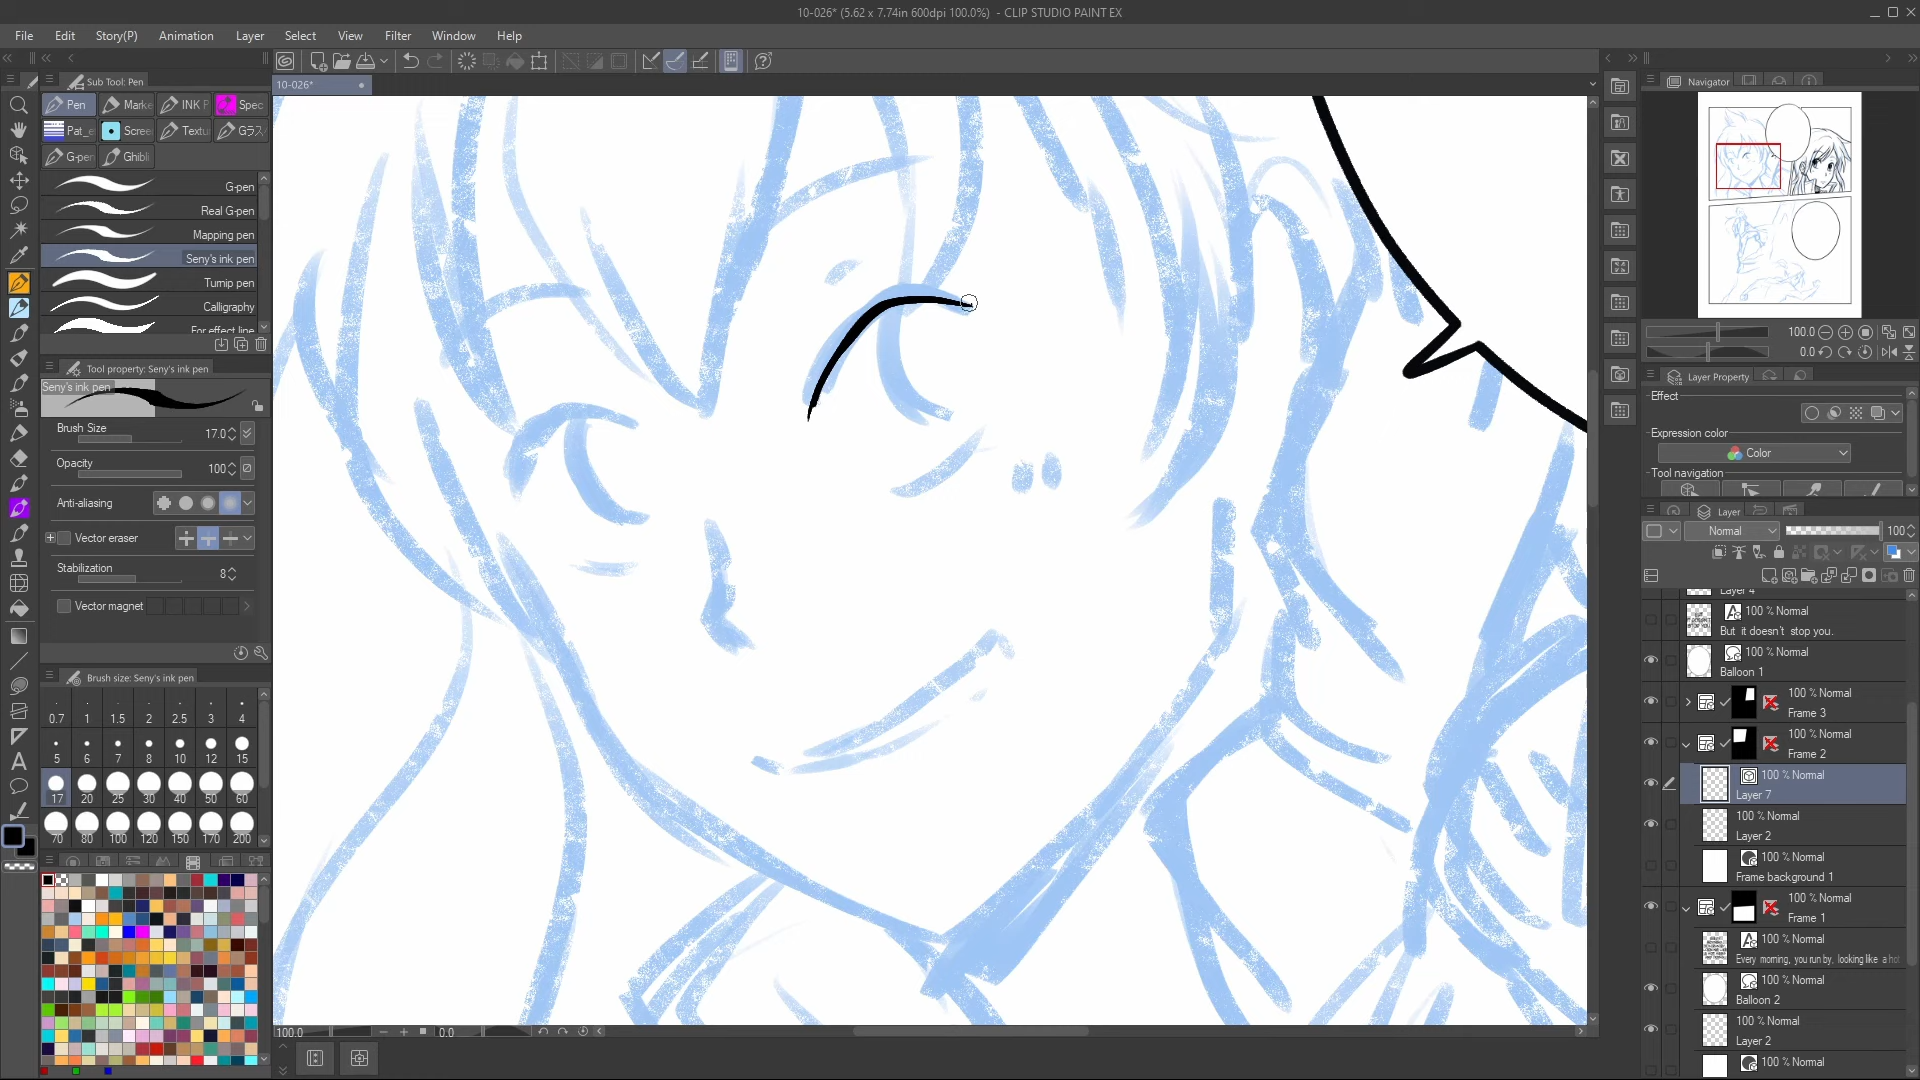 10-026* (5.62 x 7.74in 600dpi 100.0%) - CLIP STUDIO PAINT EX
File Edit Story(P) Animation Layer Select View Filter Window Help
Sub Tool: Pen
10-026*
Navigator
Pen Marke INK P Spec
Pat_e Scree Textu Gラス
G-pen Ghibli
G-pen
Real G-pen
Mapping pen
Seny's ink pen
Turnip pen
Calligraphy
For effect line
100.0
0.0
Tool property: Seny's ink pen
Seny's ink pen
Brush Size 17.0
Opacity 100
Anti-aliasing
Vector eraser
Stabilization 8
Vector magnet
Brush size: Seny's ink pen
0.7 1 1.5 2 2.5 3 4
5 6 7 8 10 12 15
17 20 25 30 40 50 60
70 80 100 120 150 170 200
100.0 0.0
Layer Property
Effect
Expression color
Color
Tool navigation
Layer
Normal 100
Layer 4
100 % Normal
But it doesn't stop you.
100 % Normal
Balloon 1
100 % Normal
Frame 3
100 % Normal
Frame 2
100 % Normal
Layer 7
100 % Normal
Layer 2
100 % Normal
Frame background 1
100 % Normal
Frame 1
100 % Normal
Every morning, you run by, looking like a hot
100 % Normal
Balloon 2
100 % Normal
Layer 2
100 % Normal